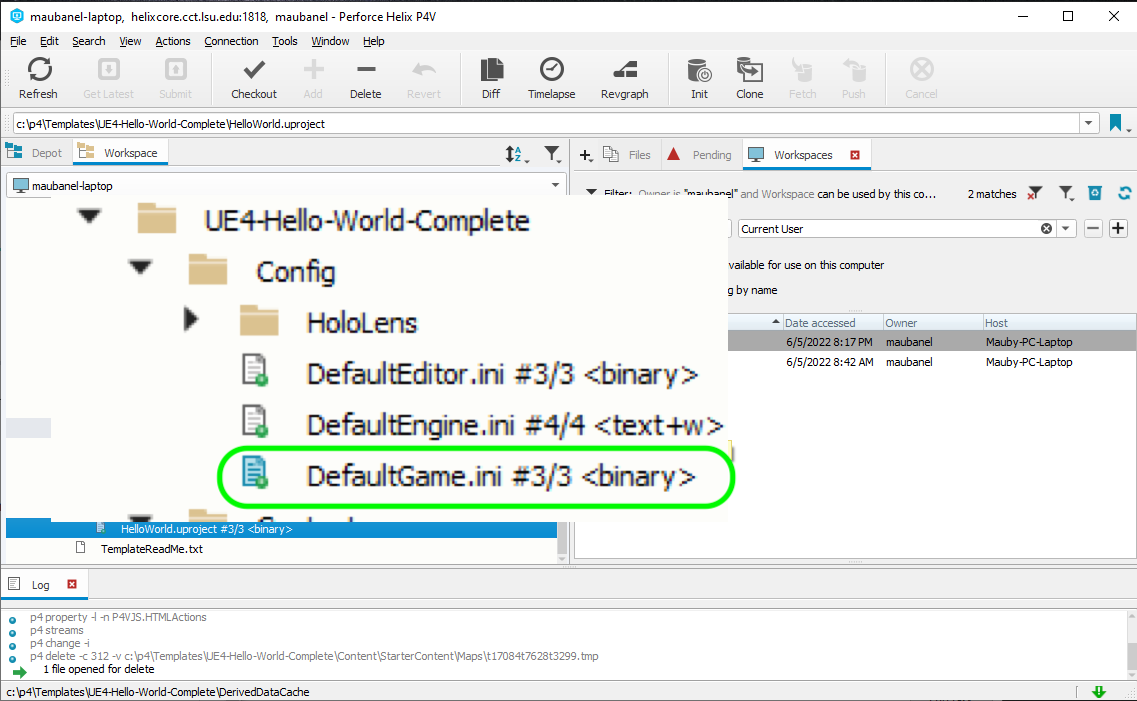 maubanel-laptop, helixcore.cct.lsu.edu:1818, maubanel - Perforce Helix P4V
File Edit Search View Actions Connection Tools Window Help
Refresh Get Latest Submit Checkout Add Delete Revert Diff Timelapse Revgraph Init Clone Fetch Push Cancel
c:\p4\Templates\UE4-Hello-World-Complete\HelloWorld.uproject
Depot Workspace
maubanel-laptop
UE4-Hello-World-Complete
Config
HoloLens
DefaultEditor.ini #3/3 <binary>
DefaultEngine.ini #4/4 <text+w>
DefaultGame.ini #3/3 <binary>
HelloWorld.uproject #3/3 <binary>
TemplateReadMe.txt
Files Pending Workspaces
Filter: Owner is "maubanel" and Workspace can be used by this co... 2 matches
Current User
vailable for use on this computer
g by name
Date accessed Owner Host
6/5/2022 8:17 PM maubanel Mauby-PC-Laptop
6/5/2022 8:42 AM maubanel Mauby-PC-Laptop
Log
p4 property -l -n P4VJS.HTMLActions
p4 streams
p4 change -i
p4 delete -c 312 -v c:\p4\Templates\UE4-Hello-World-Complete\Content\StarterContent\Maps\t17084t7628t3299.tmp
1 file opened for delete
c:\p4\Templates\UE4-Hello-World-Complete\DerivedDataCache